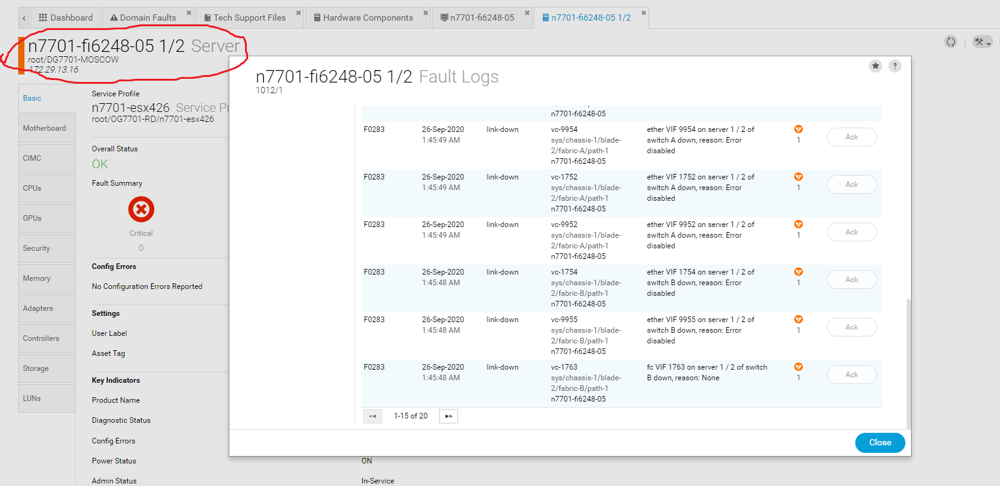 Dashboard
Domain Faults
Tech Support Files
Hardware Components
n7701-fi6248-05
n7701-fi6248-05 1/2
n7701-fi6248-05 1/2 Server
root/DG7701-MOSCOW
172.29.13.16
Basic
Motherboard
CIMC
CPUs
GPUs
Security
Memory
Adapters
Controllers
Storage
LUNs
Service Profile
n7701-esx426 Service Pr
root/OG7701-RD/n7701-esx426
Overall Status
OK
Fault Summary
Critical
0
Config Errors
No Configuration Errors Reported
Settings
User Label
Asset Tag
Key Indicators
Product Name
Diagnostic Status
Config Errors
Power Status
ON
Admin Status
In-Service
n7701-fi6248-05 1/2 Fault Logs
1012/1
n7701-fi6248-05
F0283
26-Sep-2020
1:45:49 AM
link-down
vc-9954
sys/chassis-1/blade-
2/fabric-A/path-1
n7701-fi6248-05
ether VIF 9954 on server 1 / 2 of
switch A down, reason: Error
disabled
1
Ack
F0283
26-Sep-2020
1:45:49 AM
link-down
vc-1752
sys/chassis-1/blade-
2/fabric-A/path-1
n7701-fi6248-05
ether VIF 1752 on server 1 / 2 of
switch A down, reason: Error
disabled
1
Ack
F0283
26-Sep-2020
1:45:49 AM
link-down
vc-9952
sys/chassis-1/blade-
2/fabric-A/path-1
n7701-fi6248-05
ether VIF 9952 on server 1 / 2 of
switch A down, reason: Error
disabled
1
Ack
F0283
26-Sep-2020
1:45:48 AM
link-down
vc-1754
sys/chassis-1/blade-
2/fabric-B/path-1
n7701-fi6248-05
ether VIF 1754 on server 1 / 2 of
switch B down, reason: Error
disabled
1
Ack
F0283
26-Sep-2020
1:45:48 AM
link-down
vc-9955
sys/chassis-1/blade-
2/fabric-B/path-1
n7701-fi6248-05
ether VIF 9955 on server 1 / 2 of
switch B down, reason: Error
disabled
1
Ack
F0283
26-Sep-2020
1:45:48 AM
link-down
vc-1763
sys/chassis-1/blade-
2/fabric-B/path-1
n7701-fi6248-05
fc VIF 1763 on server 1 / 2 of switch
B down, reason: None
1
Ack
1-15 of 20
Close